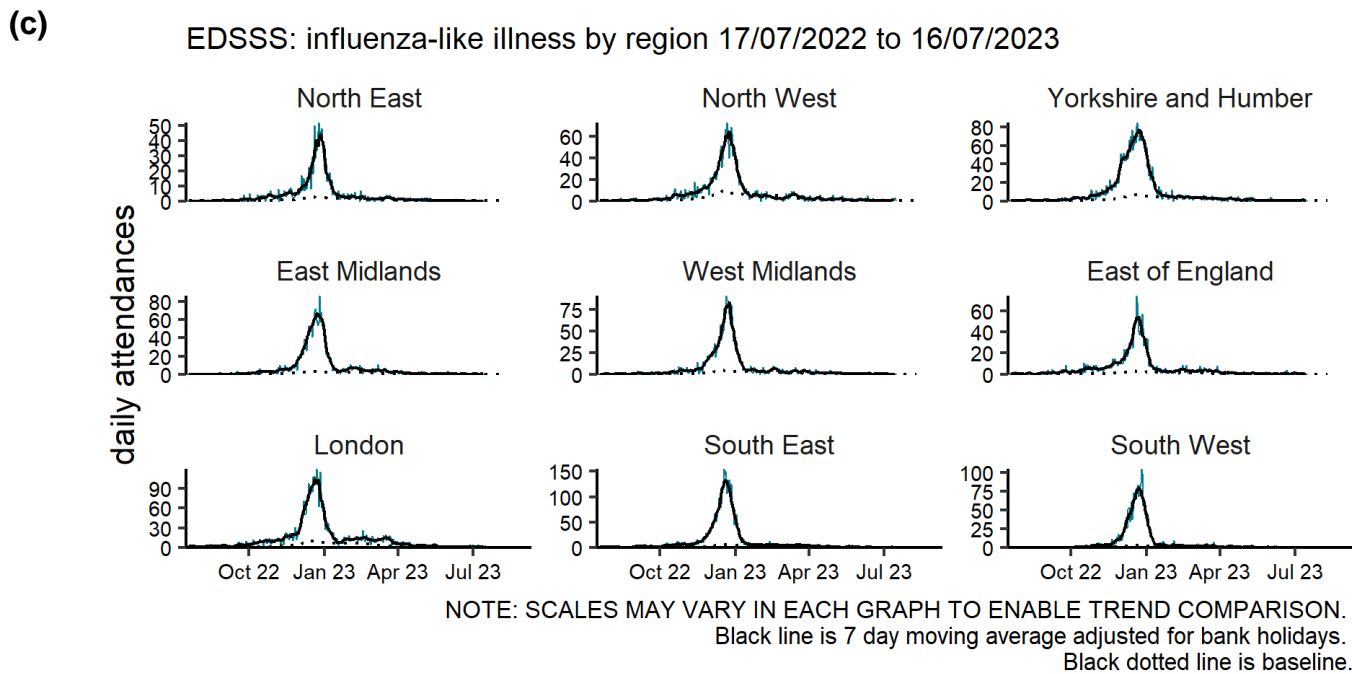 (c)
EDSSS: influenza-like illness by region 17/07/2022 to 16/07/2023
daily attendances
North East
50
40
30
20
10
0
North West
60
40
20
0
Yorkshire and Humber
80
60
40
20
0
East Midlands
80
60
40
20
0
West Midlands
75
50
25
0
East of England
60
40
20
0
London
90
60
30
0
Oct 22 Jan 23 Apr 23 Jul 23
South East
150
100
50
0
Oct 22 Jan 23 Apr 23 Jul 23
South West
100
75
50
25
0
Oct 22 Jan 23 Apr 23 Jul 23
NOTE: SCALES MAY VARY IN EACH GRAPH TO ENABLE TREND COMPARISON.
Black line is 7 day moving average adjusted for bank holidays.
Black dotted line is baseline.